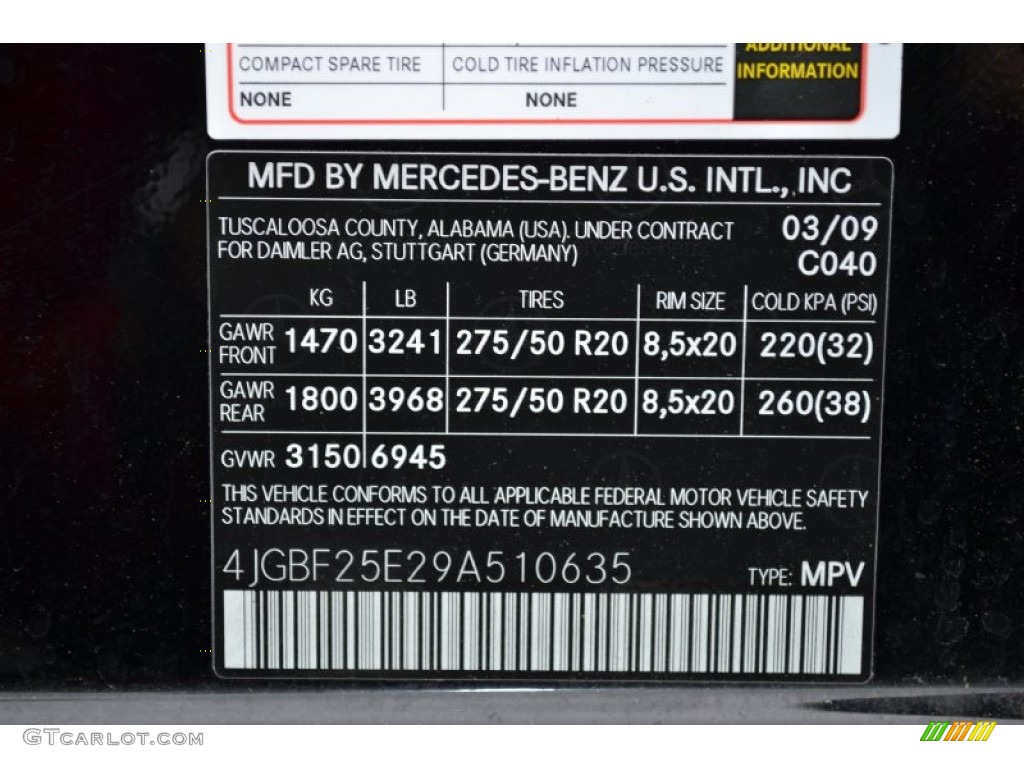 ADDITIONAL
INFORMATION
COMPACT SPARE TIRE COLD TIRE INFLATION PRESSURE
NONE NONE
MFD BY MERCEDES-BENZ U.S. INTL., INC
TUSCALOOSA COUNTY, ALABAMA (USA). UNDER CONTRACT
FOR DAIMLER AG, STUTTGART (GERMANY)
03/09
C040
KG LB TIRES RIM SIZE COLD KPA (PSI)
GAWR FRONT 1470 3241 275/50 R20 8,5x20 220(32)
GAWR REAR 1800 3968 275/50 R20 8,5x20 260(38)
GVWR 3150 6945
THIS VEHICLE CONFORMS TO ALL APPLICABLE FEDERAL MOTOR VEHICLE SAFETY
STANDARDS IN EFFECT ON THE DATE OF MANUFACTURE SHOWN ABOVE.
4JGBF25E29A510635 TYPE: MPV
GTCARLOT.COM